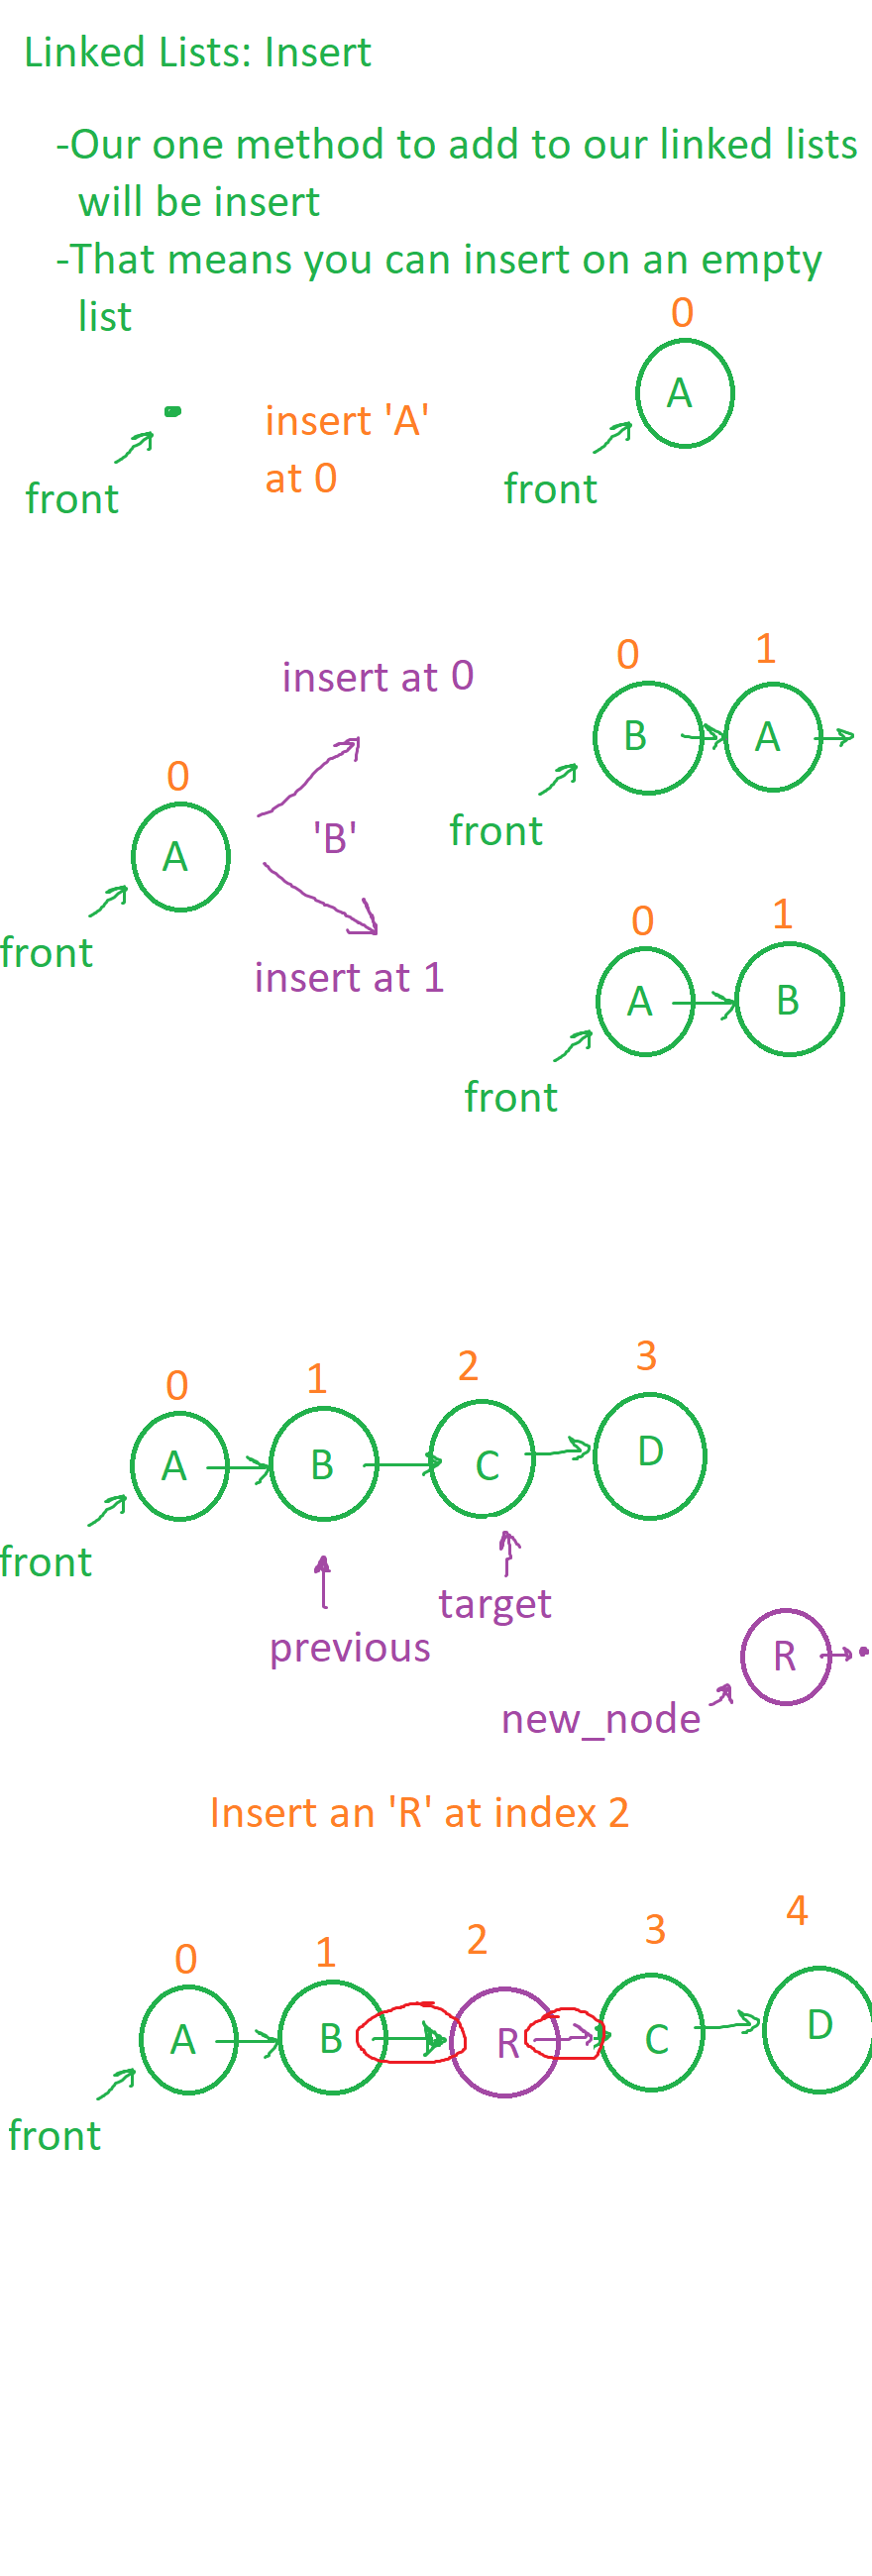 Linked Lists: Insert
-Our one method to add to our linked lists
will be insert
-That means you can insert on an empty
list
0
A
insert 'A'
at 0
front
front
insert at 0
0 1
B A
front
0
A
'B'
front
insert at 1
0 1
A B
front
0 1 2 3
A B C D
front
previous
target
R
new_node
Insert an 'R' at index 2
0 1 2 3 4
A B R C D
front